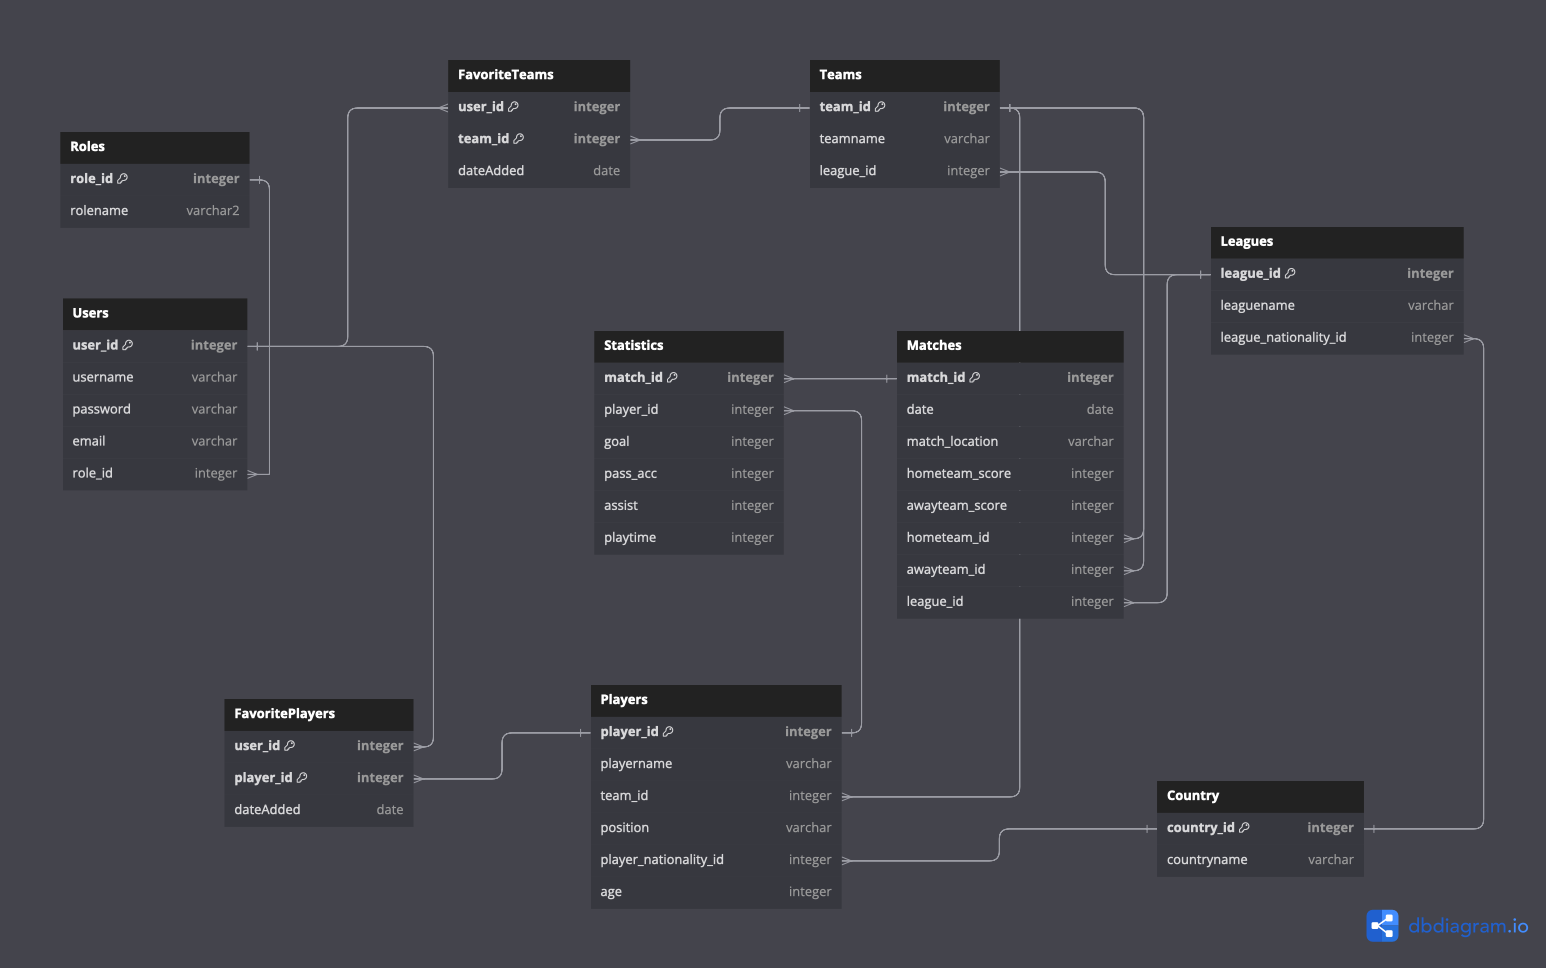 FavoriteTeams
user_id integer
team_id integer
dateAdded date
Teams
team_id integer
teamname varchar
league_id integer
Roles
role_id integer
rolename varchar2
Leagues
league_id integer
leaguename varchar
league_nationality_id integer
Users
user_id integer
username varchar
password varchar
email varchar
role_id integer
Statistics
match_id integer
player_id integer
goal integer
pass_acc integer
assist integer
playtime integer
Matches
match_id integer
date date
match_location varchar
hometeam_score integer
awayteam_score integer
hometeam_id integer
awayteam_id integer
league_id integer
FavoritePlayers
user_id integer
player_id integer
dateAdded date
Players
player_id integer
playername varchar
team_id integer
position varchar
player_nationality_id integer
age integer
Country
country_id integer
countryname varchar
dbdiagram.io